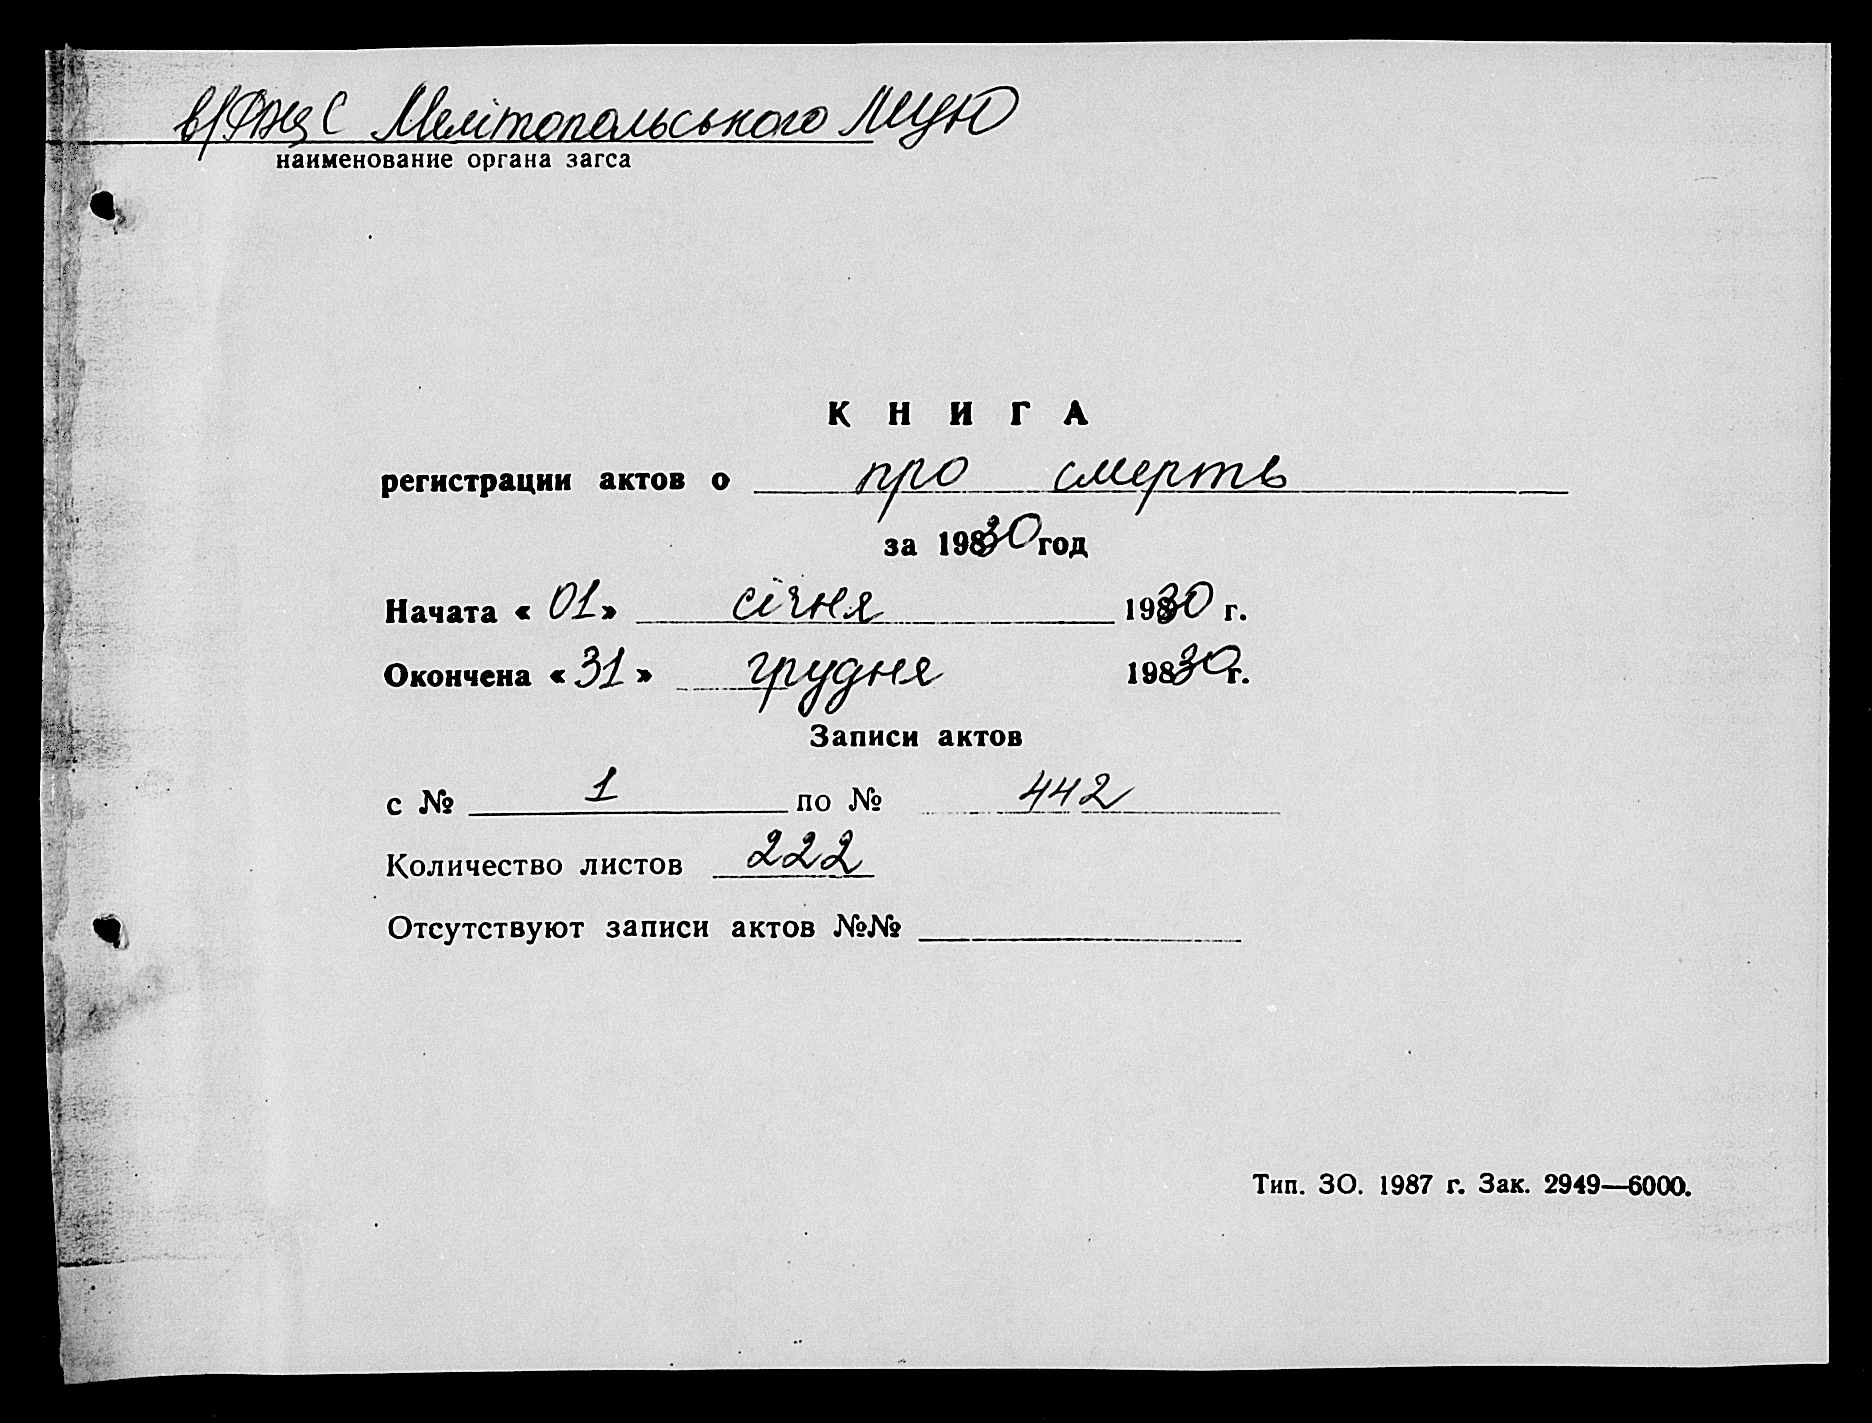 Мелітопольського МУЮ
наименование органа загса
КНИГА
регистрации актов о про смерть
за 1930 год
Начата « 01 » січня 1930 г.
Окончена « 31 » грудня 1930 г.
Записи актов
с № 1 по № 442
Количество листов 222
Отсутствуют записи актов №№
Тип. ЗО. 1987 г. Зак. 2949—6000.